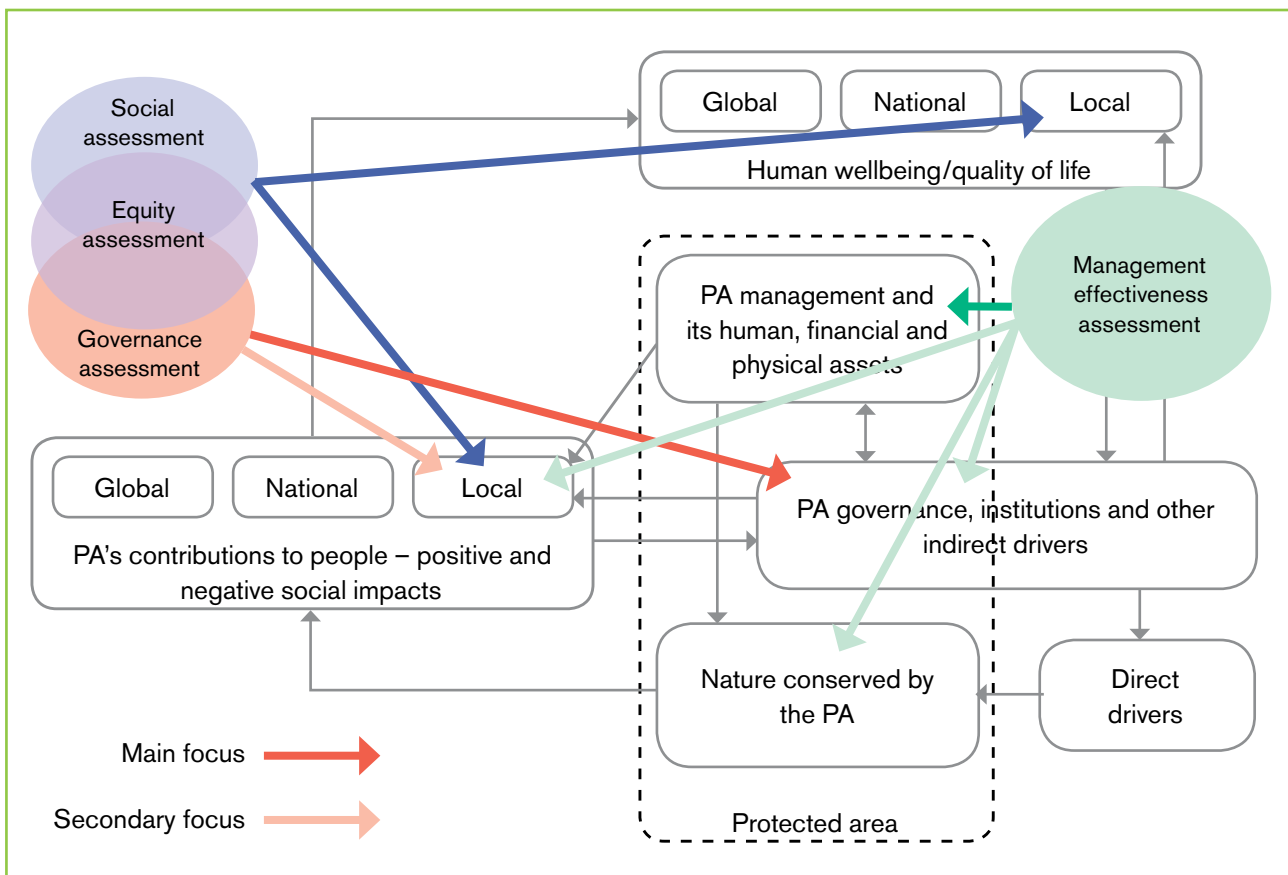 Social
assessment
Equity
assessment
Governance
assessment
Global
National
Local
Human wellbeing/quality of life
Management
effectiveness
assessment
PA management and
its human, financial and
physical assets
Global
National
Local
PA's contributions to people – positive and
negative social impacts
PA governance, institutions and other
indirect drivers
Nature conserved by
the PA
Direct
drivers
Main focus
Secondary focus
Protected area